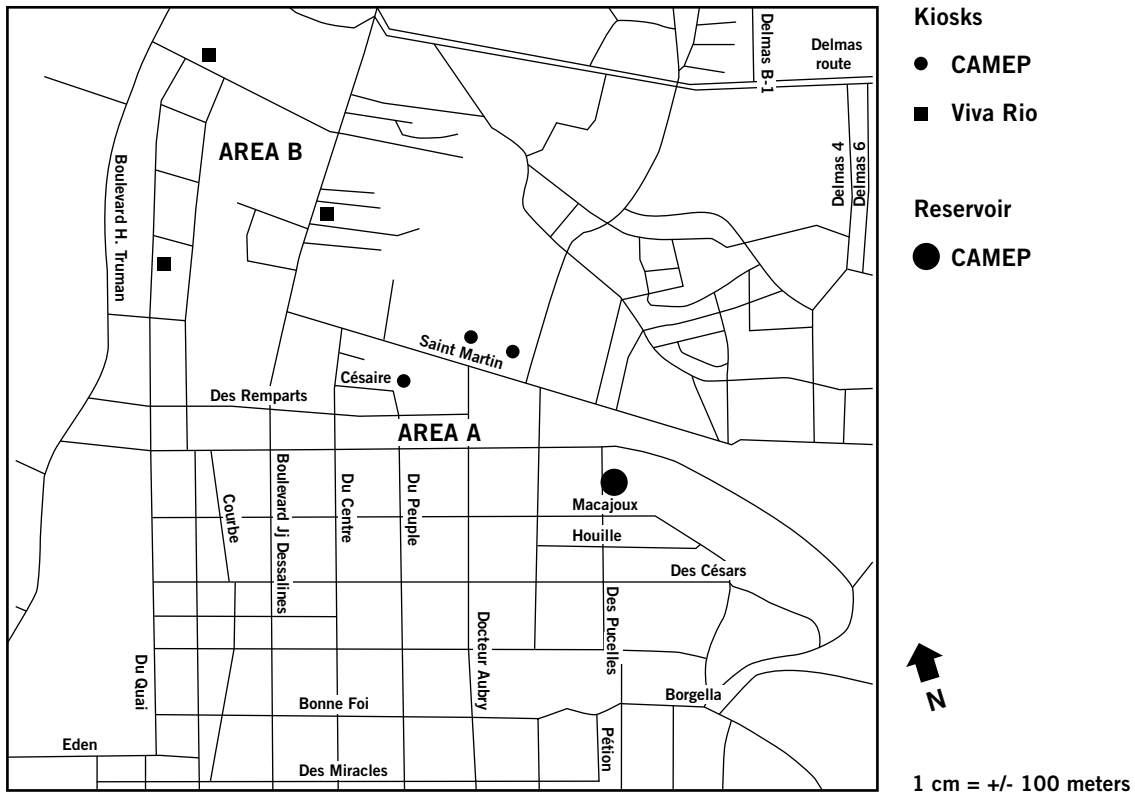 Kiosks
CAMEP
Viva Rio
Reservoir
CAMEP
Delmas B-1
Delmas
route
AREA B
Boulevard H. Truman
Delmas 4
Delmas 6
Saint Martin
Césaire
Des Remparts
AREA A
Courbe
Boulevard Jj Dessalines
Du Centre
Du Peuple
Macajoux
Houille
Des Césars
Des Pucelles
Docteur Aubry
Du Quai
Bonne Foi
Borgella
Pétion
Eden
Des Miracles
N
1 cm = +/- 100 meters